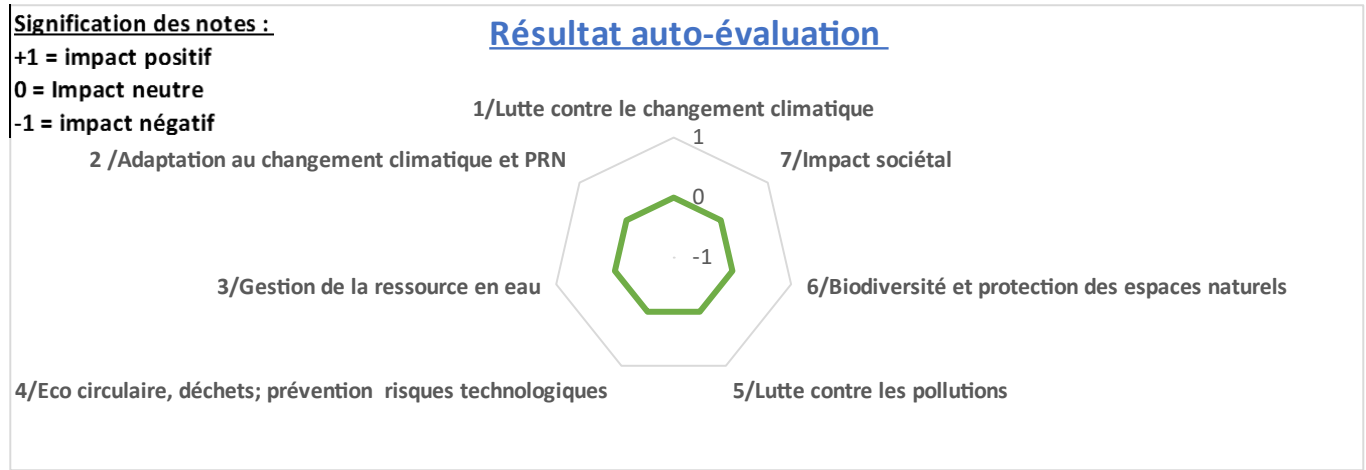 Signification des notes :
+1 = impact positif
0 = Impact neutre
-1 = impact négatif
Résultat auto-évaluation
1/Lutte contre le changement climatique
1
2 /Adaptation au changement climatique et PRN
7/Impact sociétal
0
-1
3/Gestion de la ressource en eau
6/Biodiversité et protection des espaces naturels
4/Eco circulaire, déchets; prévention  risques technologiques
5/Lutte contre les pollutions